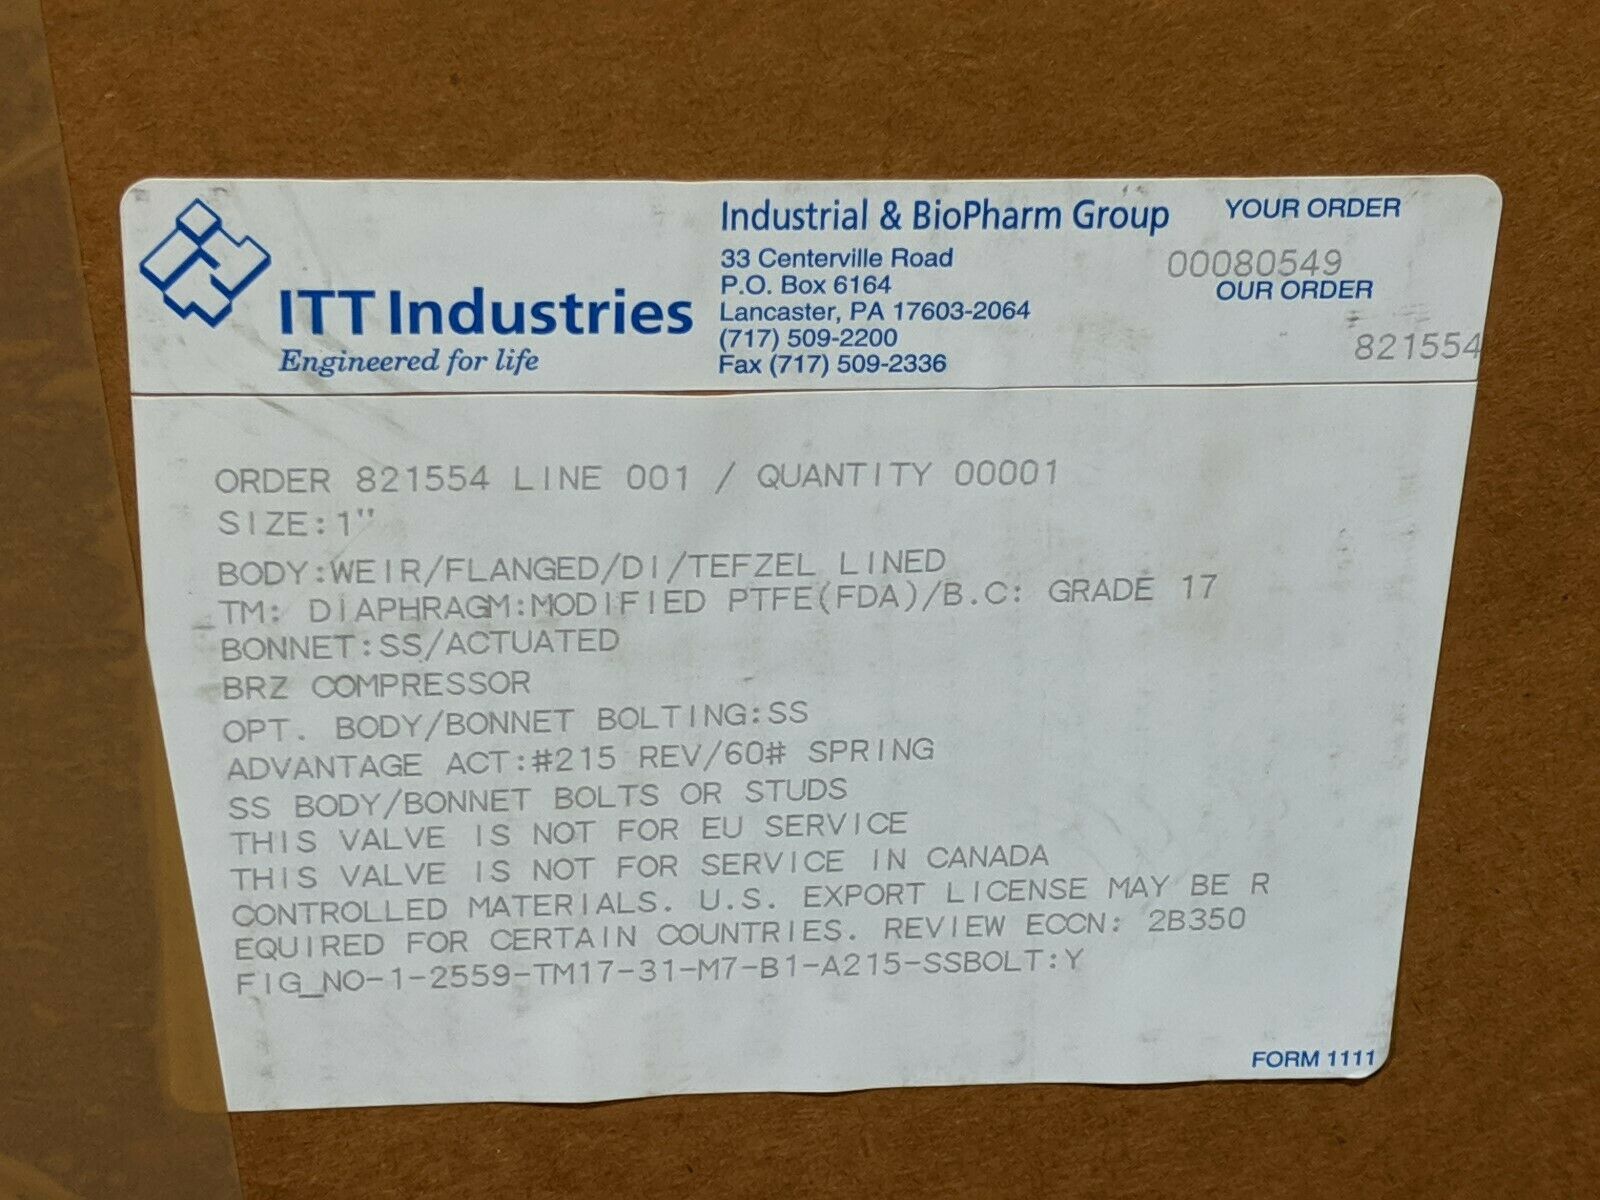 ITT Industries
Engineered for life
Industrial & BioPharm Group
33 Centerville Road
P.O. Box 6164
Lancaster, PA 17603-2064
(717) 509-2200
Fax (717) 509-2336
YOUR ORDER
00080549
OUR ORDER
821554
ORDER 821554 LINE 001 / QUANTITY 00001
SIZE:1"
BODY:WEIR/FLANGED/DI/TEFZEL LINED
TM: DIAPHRAGM:MODIFIED PTFE(FDA)/B.C: GRADE 17
BONNET:SS/ACTUATED
BRZ COMPRESSOR
OPT. BODY/BONNET BOLTING:SS
ADVANTAGE ACT:#215 REV/60# SPRING
SS BODY/BONNET BOLTS OR STUDS
THIS VALVE IS NOT FOR EU SERVICE
THIS VALVE IS NOT FOR SERVICE IN CANADA
CONTROLLED MATERIALS. U.S. EXPORT LICENSE MAY BE R
EQUIRED FOR CERTAIN COUNTRIES. REVIEW ECCN: 2B350
FIG_NO-1-2559-TM17-31-M7-B1-A215-SSBOLT:Y
FORM 1111